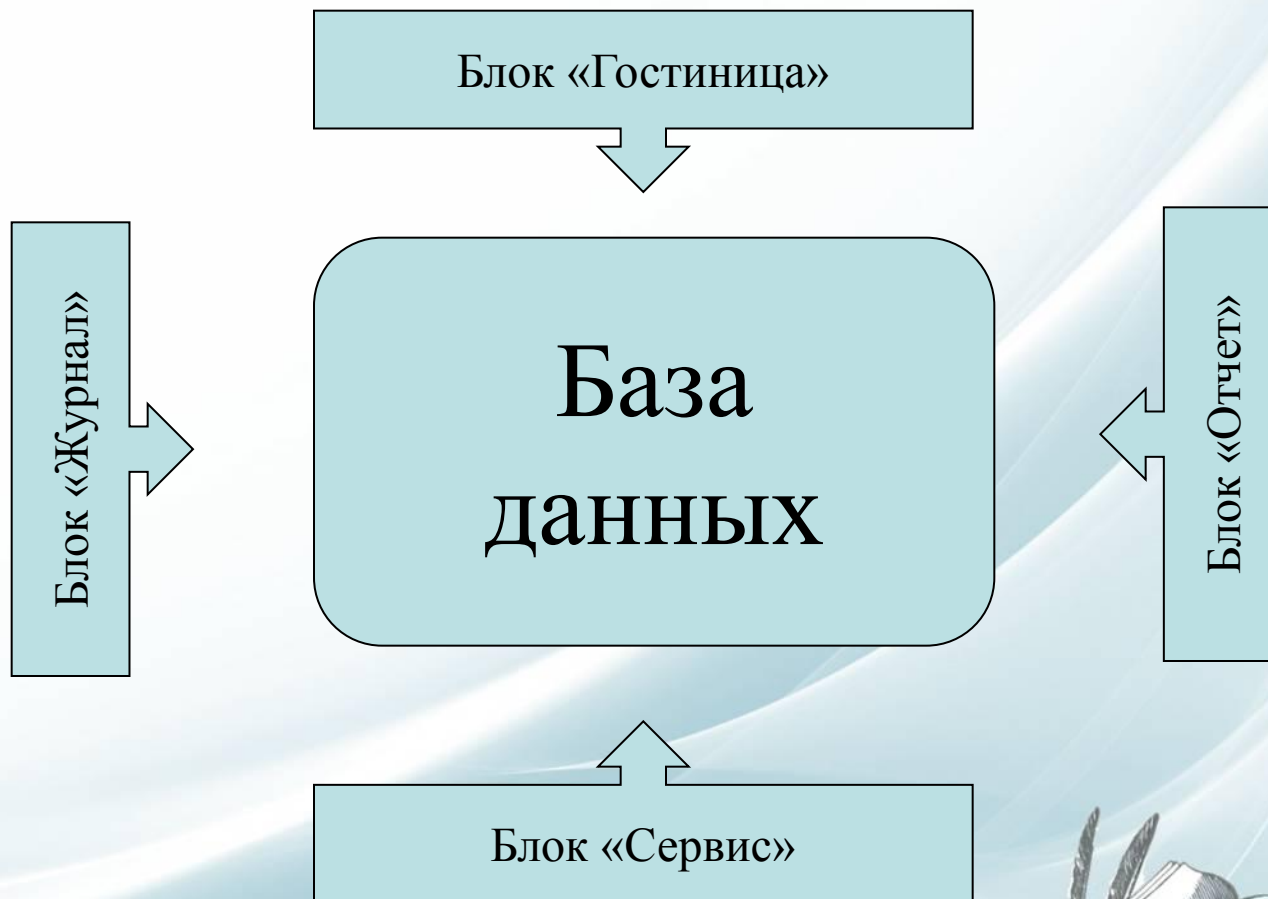 Блок «Гостиница»
Блок «Журнал»
База
данных
Блок «Отчет»
Блок «Сервис»